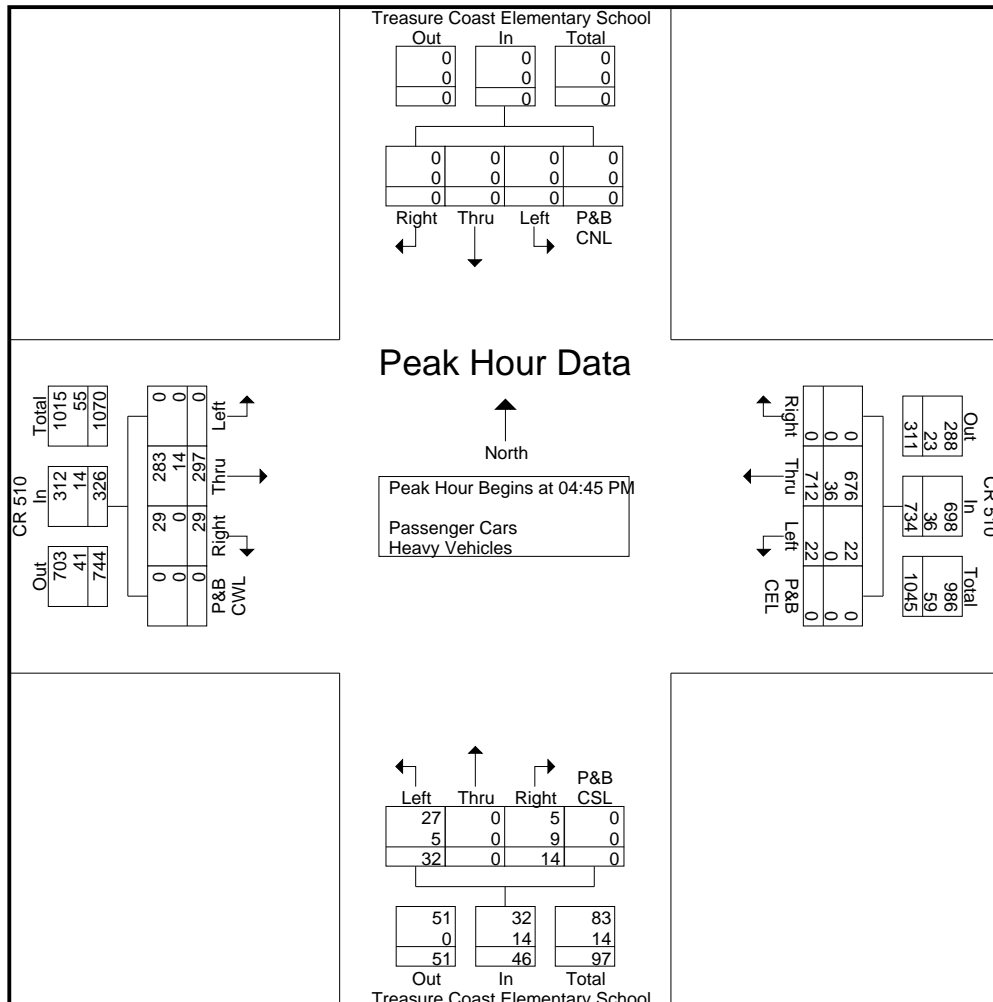 Treasure Coast Elementary School
Out In Total
0 0 0
0 0 0
0 0 0
0 0 0 0
0 0 0 0
0 0 0 0
Right Thru Left P&B
CNL
Peak Hour Data
North
Peak Hour Begins at 04:45 PM
Passenger Cars
Heavy Vehicles
CR 510
Out In Total
703 312 1015
41 14 55
744 326 1070
0 29 283 0
0 0 14 0
0 29 297 0
P&B Right Thru Left
CWL
CR 510
Out In Total
288 698 986
23 36 59
311 734 1045
0 676 22 0
0 36 0 0
0 712 22 0
Right Thru Left P&B
CEL
Left Thru Right P&B
CSL
27 0 5 0
5 0 9 0
32 0 14 0
51 32 83
0 14 14
51 46 97
Out In Total
Treasure Coast Elementary School